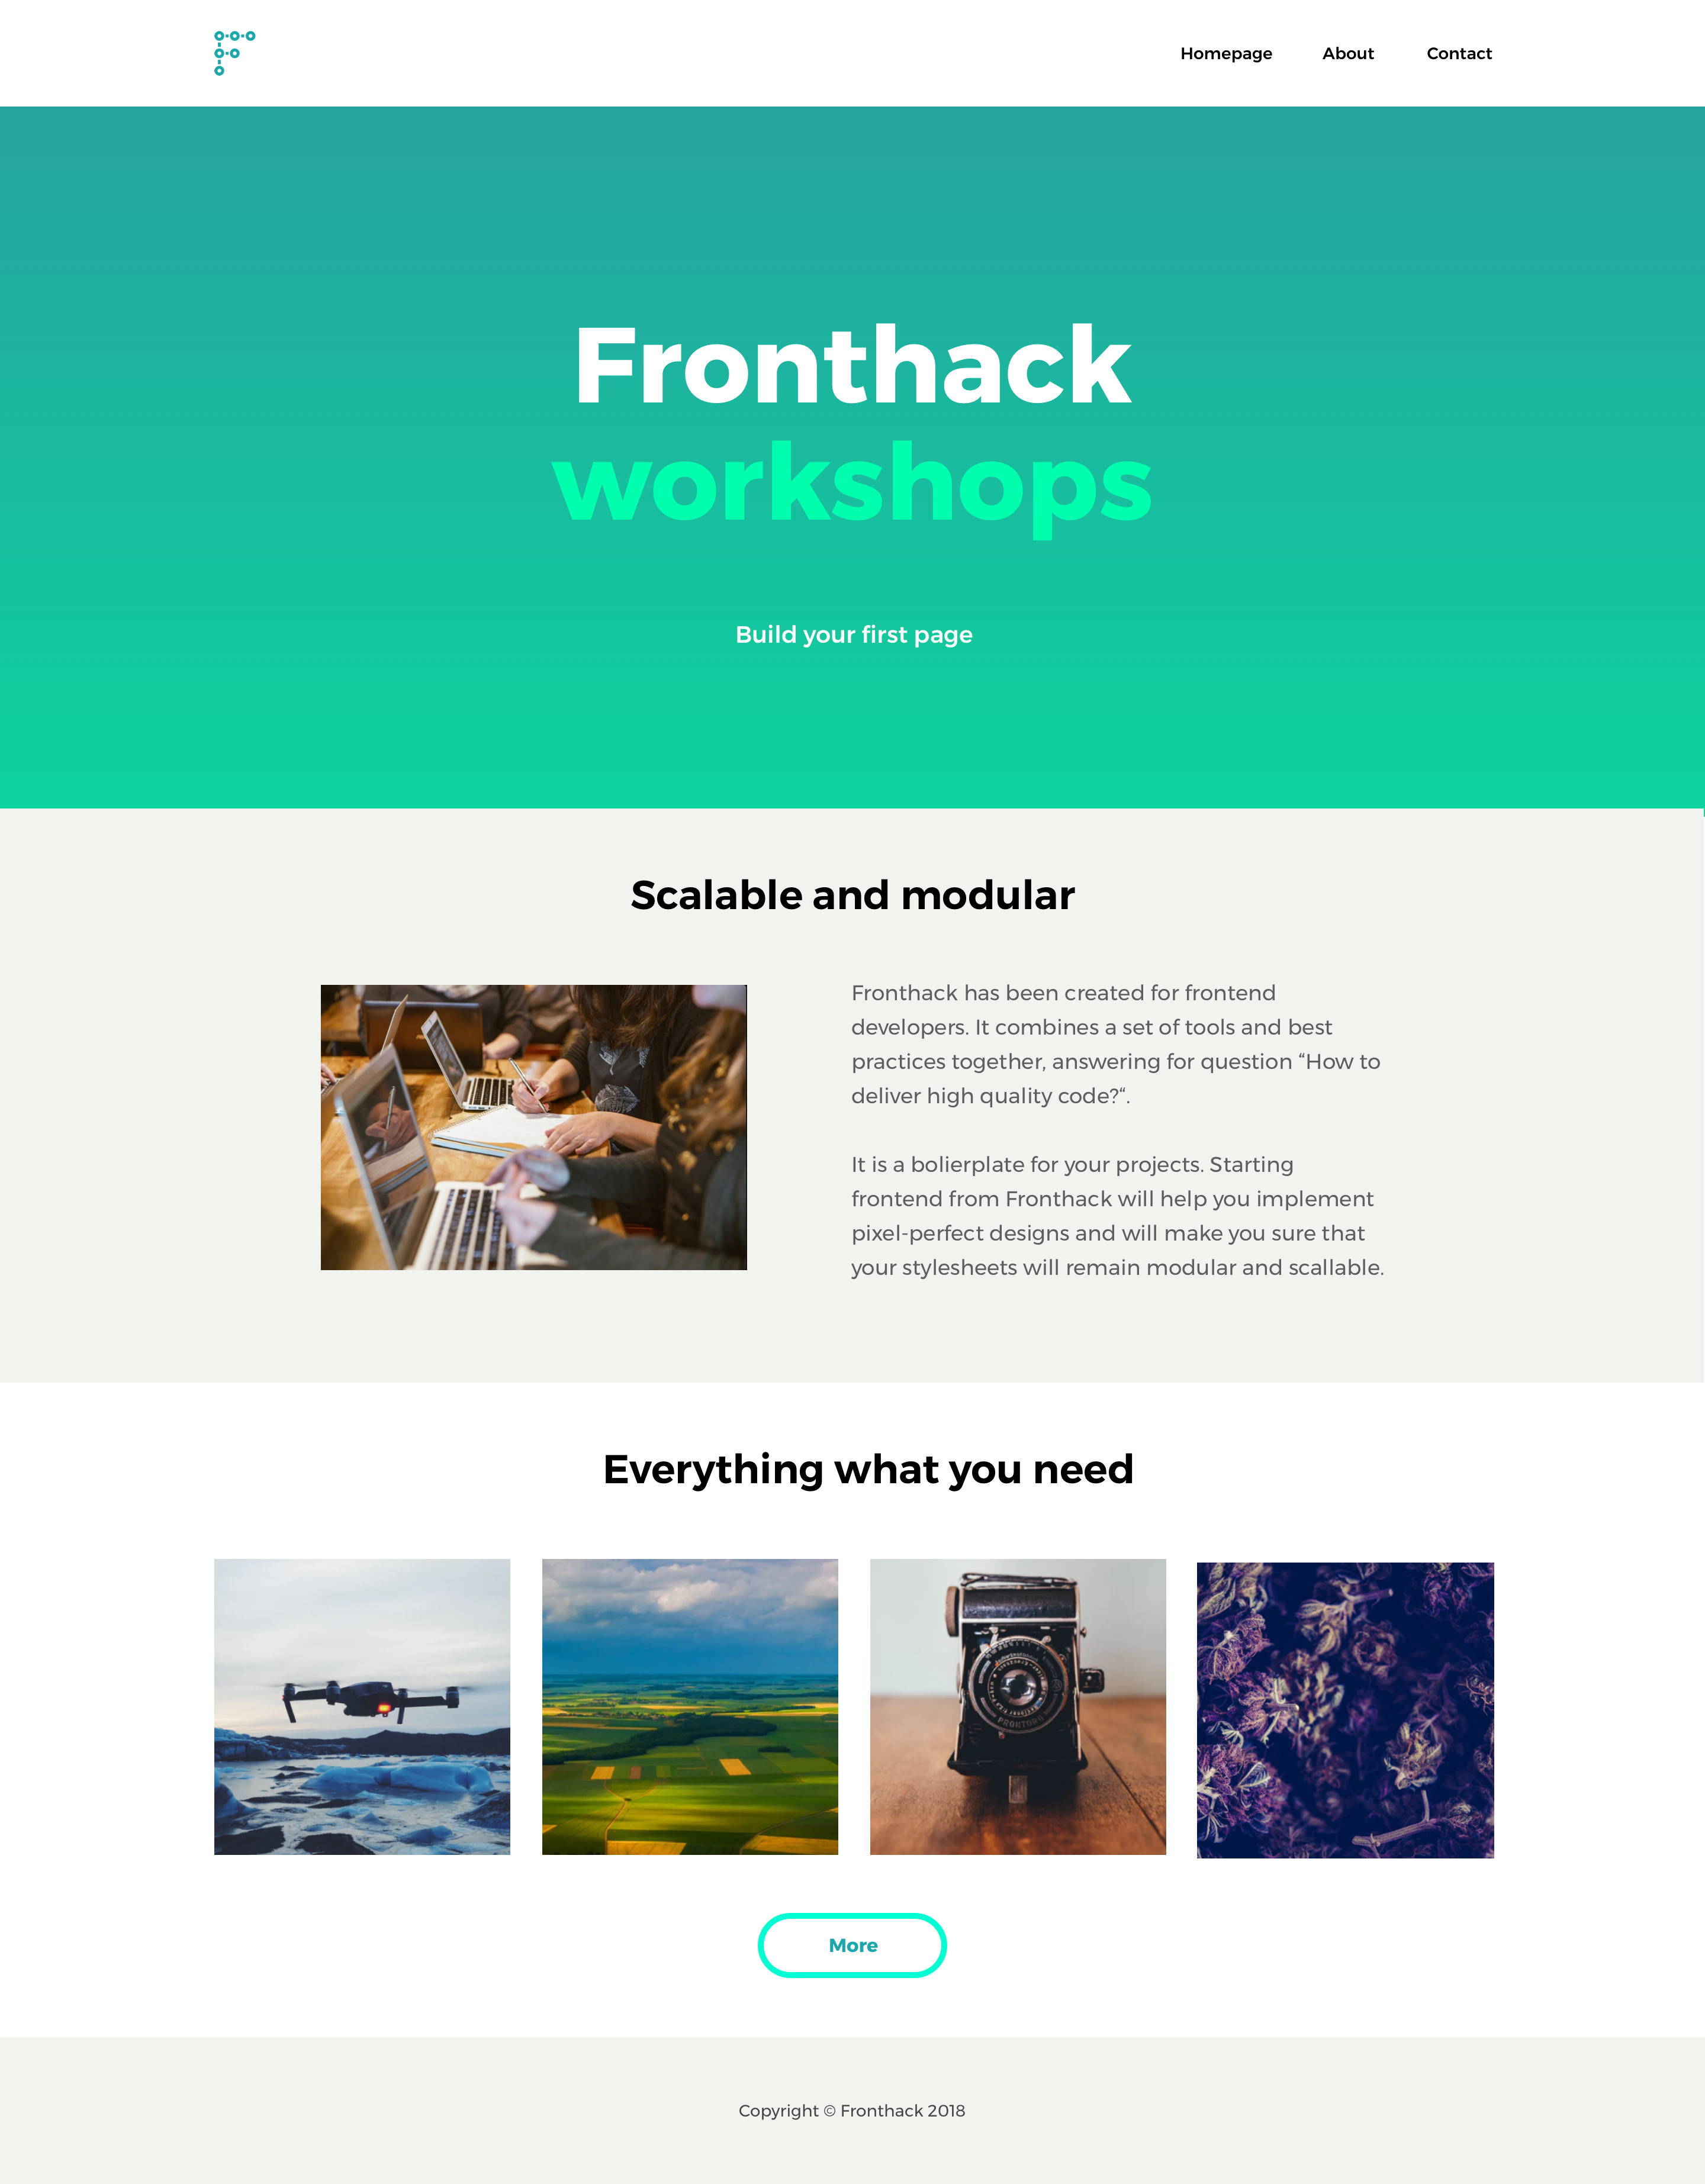 Homepage About Contact
Fronthack
workshops
Build your first page
Scalable and modular
Fronthack has been created for frontend
developers. It combines a set of tools and best
practices together, answering for question “How to
deliver high quality code?“.
It is a bolierplate for your projects. Starting
frontend from Fronthack will help you implement
pixel-perfect designs and will make you sure that
your stylesheets will remain modular and scallable.
Everything what you need
More
Copyright © Fronthack 2018